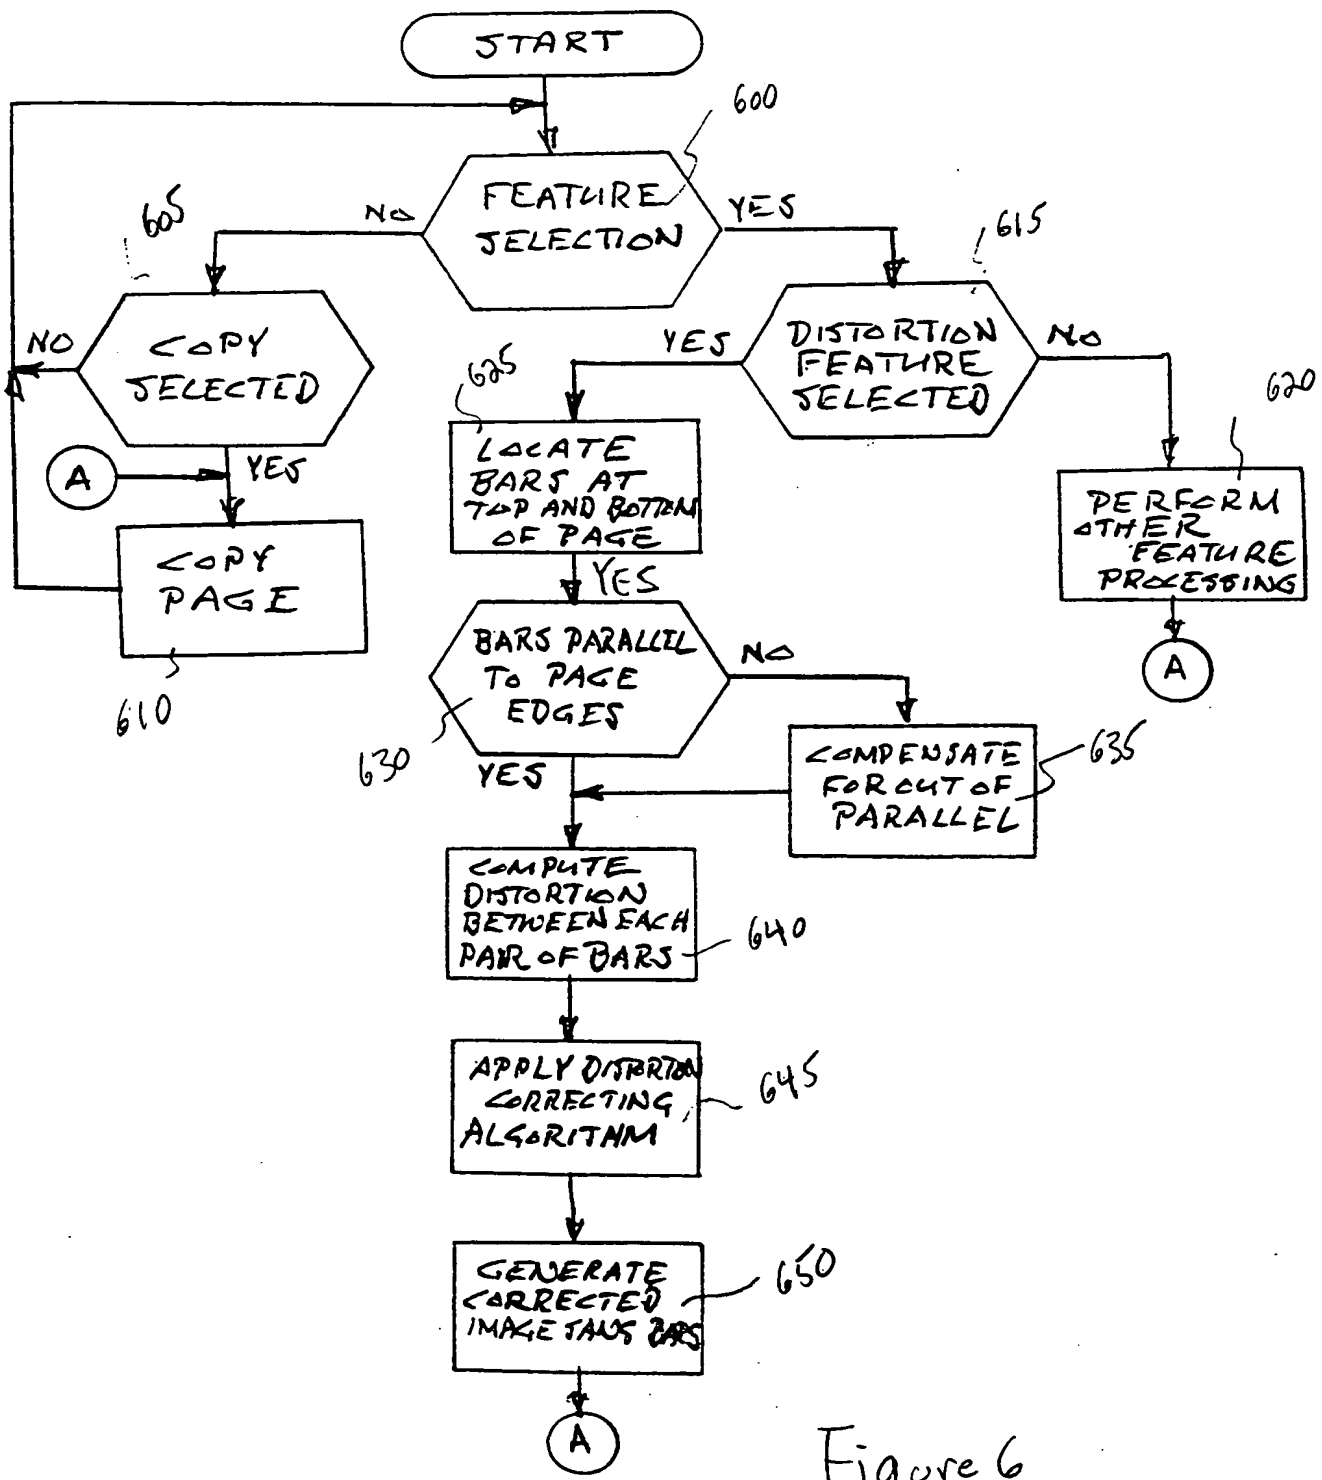 START
600
FEATURE
SELECTION
NO
YES
605
615
COPY
SELECTED
NO
YES
DISTORTION
FEATURE
SELECTED
YES
NO
625
620
A
LOCATE
BARS AT
TOP AND BOTTOM
OF PAGE
YES
PERFORM
OTHER
FEATURE
PROCESSING
A
COPY
PAGE
610
BARS PARALLEL
TO PAGE
EDGES
NO
630
YES
COMPENSATE
FOR OUT OF
PARALLEL
635
COMPUTE
DISTORTION
BETWEEN EACH
PAIR OF BARS
640
APPLY DISTORTON
CORRECTING
ALGORITHM
645
GENERATE
CORRECTED
IMAGE SANS BARS
650
A
Figure 6